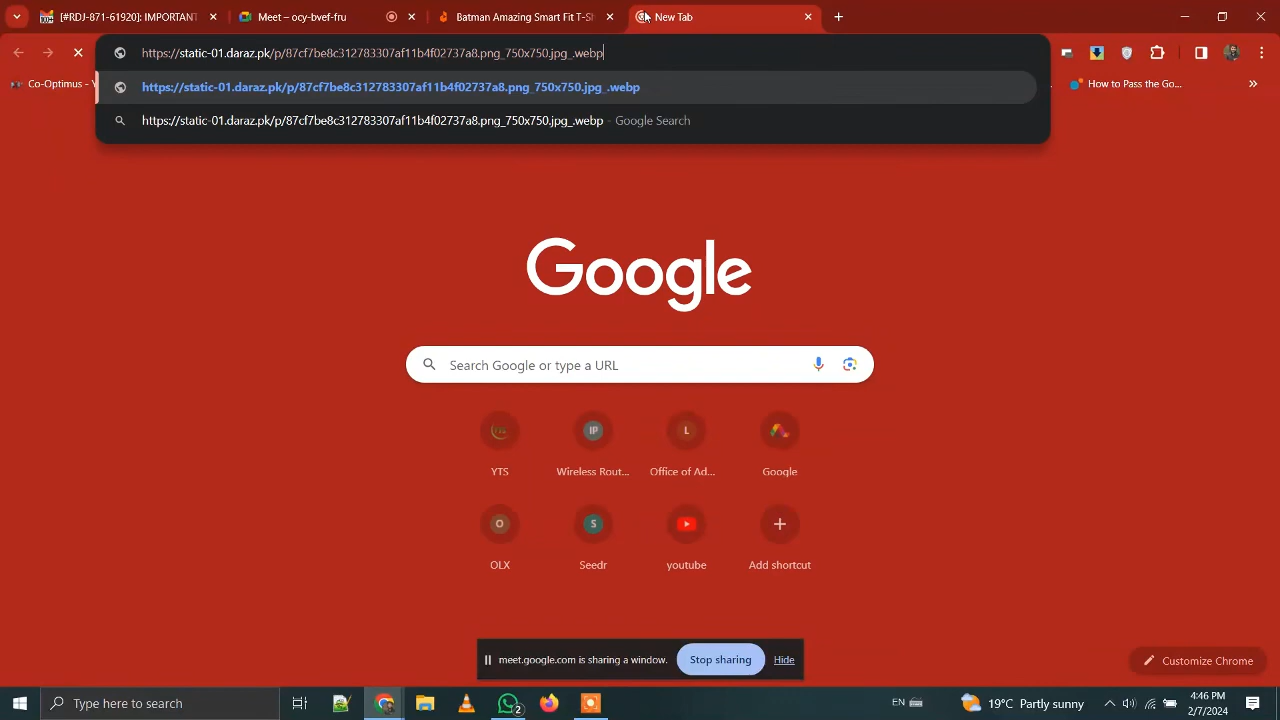 [#RDJ-871-61920]: IMPORTANT
Meet – ocy-bvef-fru
Batman Amazing Smart Fit T-Sh
New Tab
https://static-01.daraz.pk/p/87cf7be8c312783307af11b4f02737a8.png_750x750.jpg_.webp
Co-Optimus - Y
https://static-01.daraz.pk/p/87cf7be8c312783307af11b4f02737a8.png_750x750.jpg_.webp
How to Pass the Go...
https://static-01.daraz.pk/p/87cf7be8c312783307af11b4f02737a8.png_750x750.jpg_.webp - Google Search
Google
Search Google or type a URL
IP
L
YTS
Wireless Rout...
Office of Ad...
Google
O
S
OLX
Seedr
youtube
Add shortcut
meet.google.com is sharing a window.
Stop sharing
Hide
Customize Chrome
Type here to search
2
EN
19°C Partly sunny
4:46 PM
2/7/2024